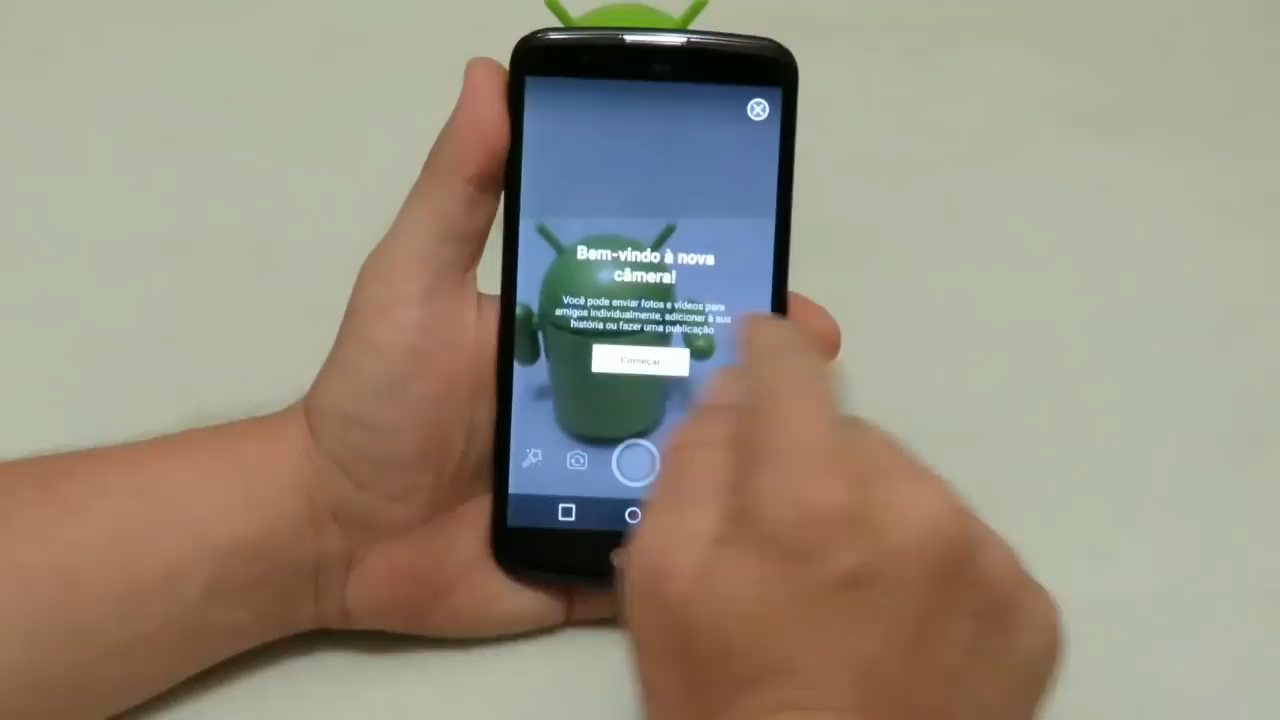 Bem-vindo à nova
câmera!
Você pode enviar fotos e vídeos para
amigos individualmente, adicionar à sua
história ou fazer uma publicação
Começar